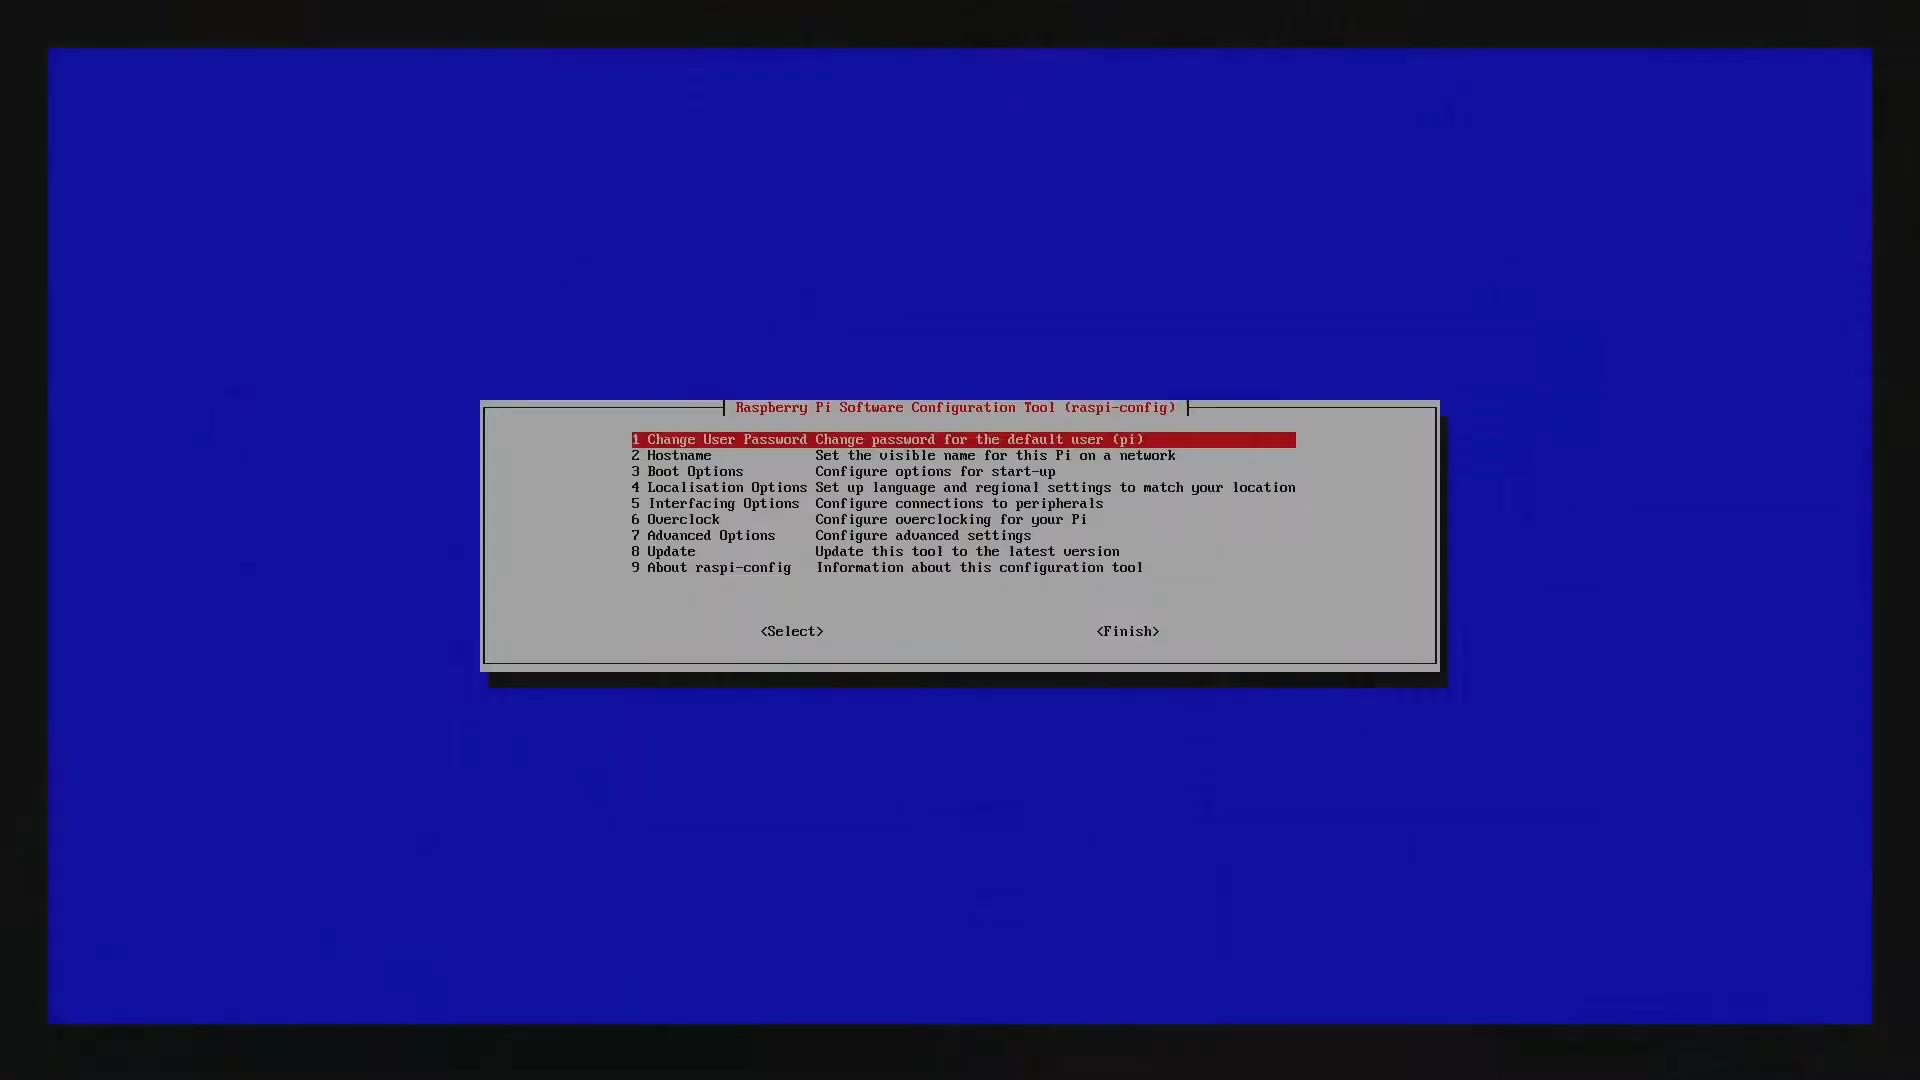 Raspberry Pi Software Configuration Tool (raspi-config)
1 Change User Password Change password for the default user (pi)
2 Hostname Set the visible name for this Pi on a network
3 Boot Options Configure options for start-up
4 Localisation Options Set up language and regional settings to match your location
5 Interfacing Options Configure connections to peripherals
6 Overclock Configure overclocking for your Pi
7 Advanced Options Configure advanced settings
8 Update Update this tool to the latest version
9 About raspi-config Information about this configuration tool
<Select> <Finish>